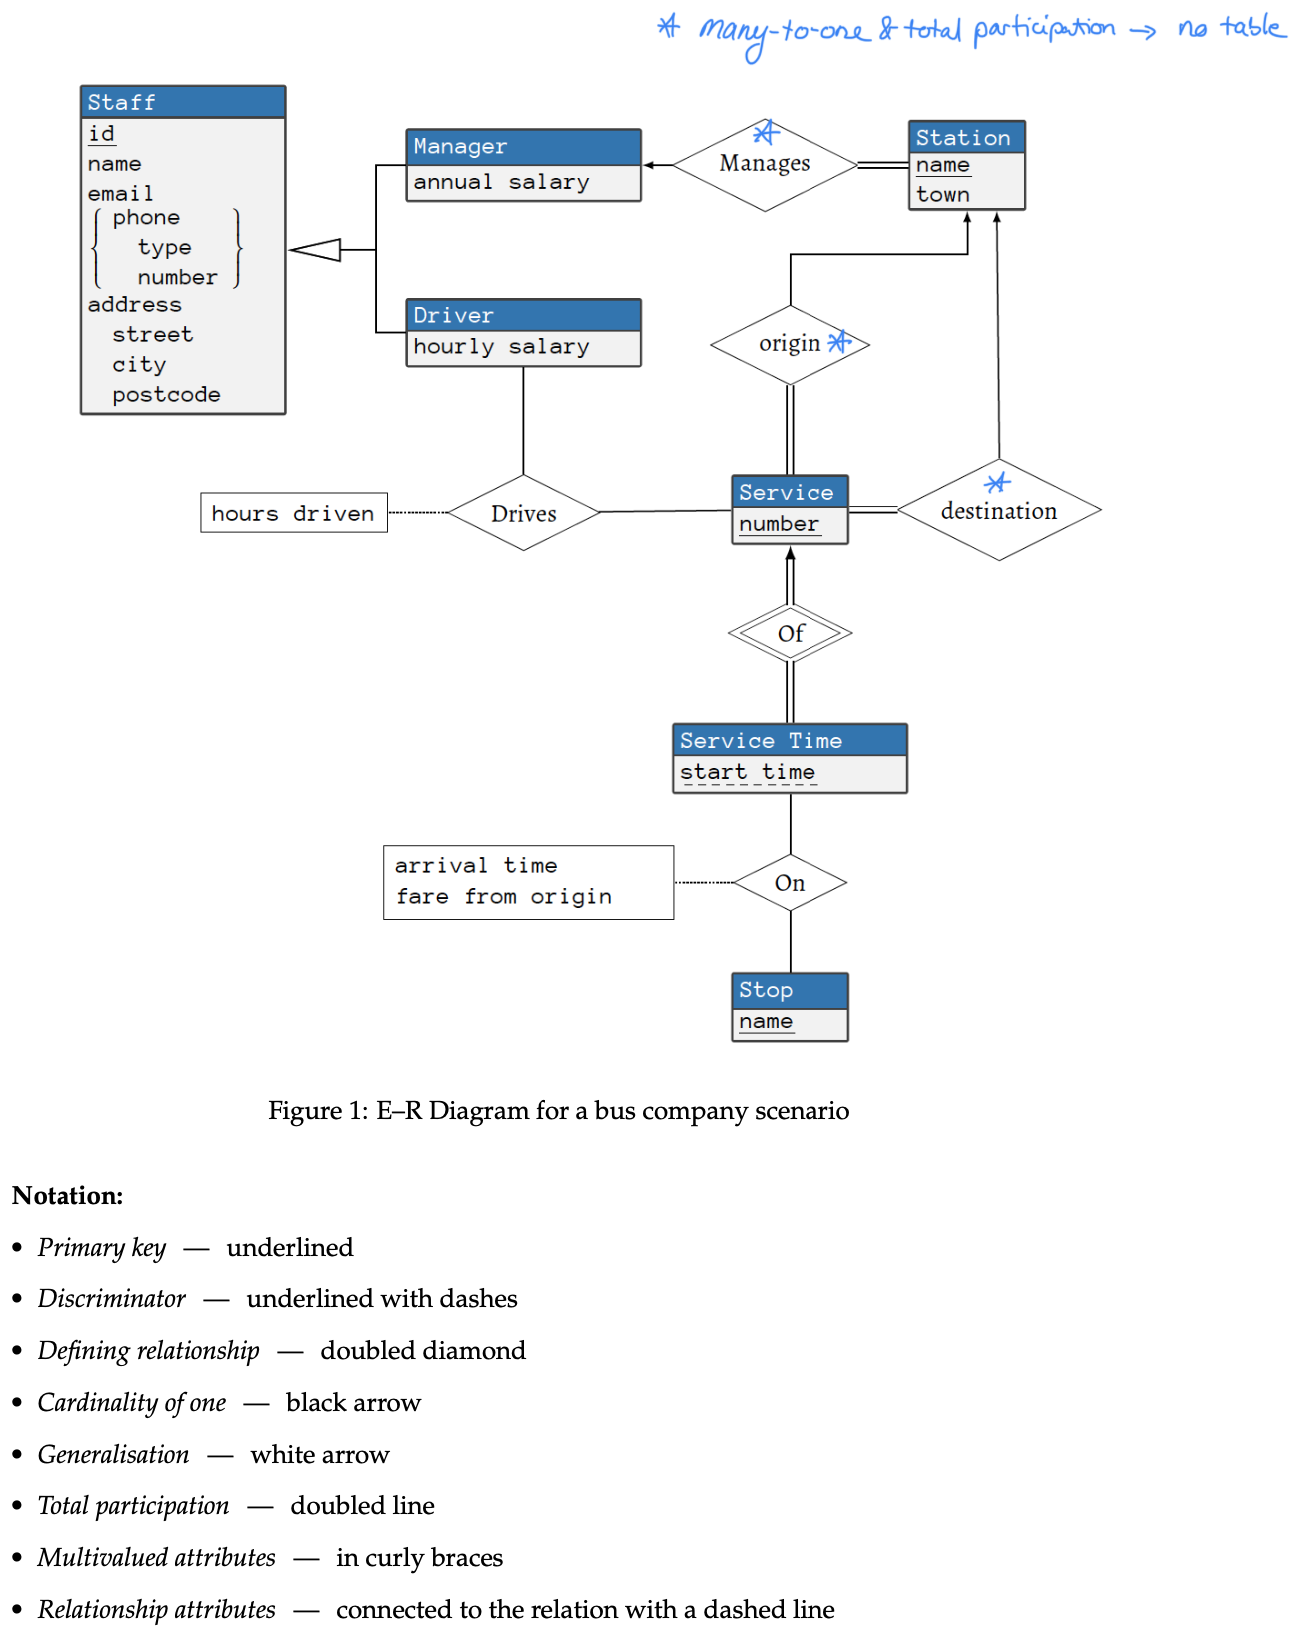 * many-to-one & total participation → no table
Staff
id
name
email
phone
type
number
address
street
city
postcode
Manager
annual salary
Manages
Station
name
town
Driver
hourly salary
origin *
hours driven
Drives
Service
number
*
destination
Of
Service Time
start time
arrival time
fare from origin
On
Stop
name
Figure 1: E–R Diagram for a bus company scenario
Notation:
• Primary key — underlined
• Discriminator — underlined with dashes
• Defining relationship — doubled diamond
• Cardinality of one — black arrow
• Generalisation — white arrow
• Total participation — doubled line
• Multivalued attributes — in curly braces
• Relationship attributes — connected to the relation with a dashed line